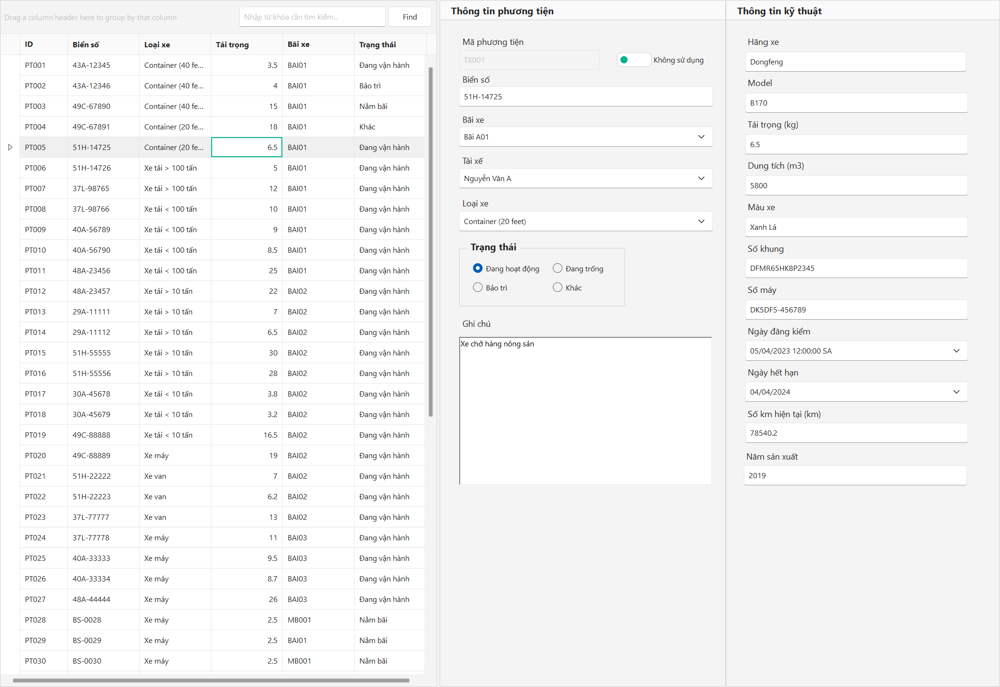 Drag a column header here to group by that column
Nhập từ khóa cần tìm kiếm...
Find
ID Biển số Loại xe Tải trọng Bãi xe Trạng thái
PT001 43A-12345 Container (40 fe... 3.5 BAI01 Đang vận hành
PT002 43A-12346 Container (40 fe... 4 BAI01 Bảo trì
PT003 49C-67890 Container (40 fe... 15 BAI01 Nằm bãi
PT004 49C-67891 Container (20 fe... 18 BAI01 Khác
PT005 51H-14725 Container (20 fe... 6.5 BAI01 Đang vận hành
PT006 51H-14726 Xe tải > 100 tấn 5 BAI01 Đang vận hành
PT007 37L-98765 Xe tải > 100 tấn 12 BAI01 Đang vận hành
PT008 37L-98766 Xe tải < 100 tấn 10 BAI01 Đang vận hành
PT009 40A-56789 Xe tải < 100 tấn 9 BAI01 Đang vận hành
PT010 40A-56790 Xe tải < 100 tấn 8.5 BAI01 Đang vận hành
PT011 48A-23456 Xe tải < 100 tấn 25 BAI01 Đang vận hành
PT012 48A-23457 Xe tải > 10 tấn 22 BAI02 Đang vận hành
PT013 29A-11111 Xe tải > 10 tấn 7 BAI02 Đang vận hành
PT014 29A-11112 Xe tải > 10 tấn 6.5 BAI02 Đang vận hành
PT015 51H-55555 Xe tải > 10 tấn 30 BAI02 Đang vận hành
PT016 51H-55556 Xe tải > 10 tấn 28 BAI02 Đang vận hành
PT017 30A-45678 Xe tải < 10 tấn 3.8 BAI02 Đang vận hành
PT018 30A-45679 Xe tải < 10 tấn 3.2 BAI02 Đang vận hành
PT019 49C-88888 Xe tải < 10 tấn 16.5 BAI02 Đang vận hành
PT020 49C-88889 Xe máy 19 BAI02 Đang vận hành
PT021 51H-22222 Xe van 7 BAI02 Đang vận hành
PT022 51H-22223 Xe van 6.2 BAI02 Đang vận hành
PT023 37L-77777 Xe van 13 BAI02 Đang vận hành
PT024 37L-77778 Xe máy 11 BAI03 Đang vận hành
PT025 40A-33333 Xe máy 9.5 BAI03 Đang vận hành
PT026 40A-33334 Xe máy 8.7 BAI03 Đang vận hành
PT027 48A-44444 Xe máy 26 BAI03 Đang vận hành
PT028 BS-0028 Xe máy 2.5 MB001 Nằm bãi
PT029 BS-0029 Xe máy 2.5 BAI01 Nằm bãi
PT030 BS-0030 Xe máy 2.5 MB001 Nằm bãi
Thông tin phương tiện
Mã phương tiện
TX001
Không sử dụng
Biển số
51H-14725
Bãi xe
Bãi A01
Tài xế
Nguyễn Văn A
Loại xe
Container (20 feet)
Trạng thái
Đang hoạt động Đang trống
Bảo trì Khác
Ghi chú
Xe chở hàng nông sản
Thông tin kỹ thuật
Hãng xe
Dongfeng
Model
B170
Tải trọng (kg)
6.5
Dung tích (m3)
5800
Màu xe
Xanh Lá
Số khung
DFMR65HK8P2345
Số máy
DK5DF5-456789
Ngày đăng kiểm
05/04/2023 12:00:00 SA
Ngày hết hạn
04/04/2024
Số km hiện tại (km)
78540.2
Năm sản xuất
2019